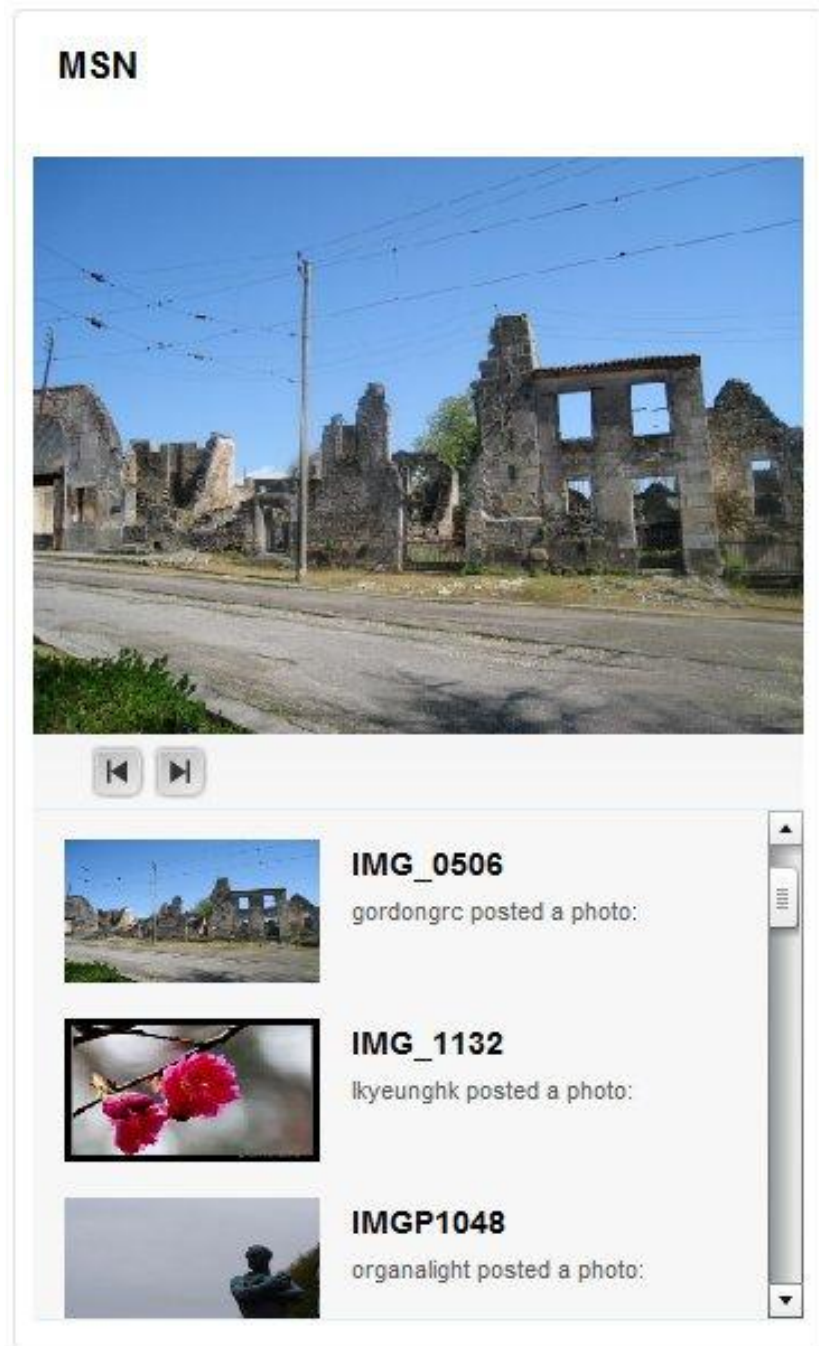 MSN
IMG_0506
gordongrc posted a photo:
IMG_1132
lkyeunghk posted a photo:
IMGP1048
organalight posted a photo: